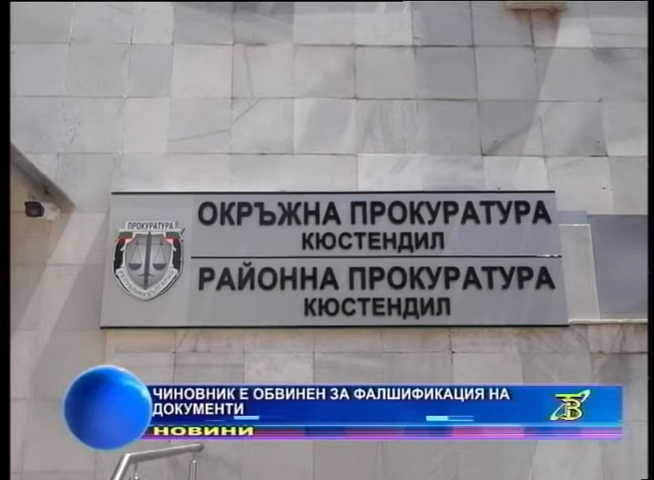 ОКРЪЖНА ПРОКУРАТУРА
КЮСТЕНДИЛ
ПРОКУРАТУРА
РАЙОННА ПРОКУРАТУРА
КЮСТЕНДИЛ
ЧИНОВНИК Е ОБВИНЕН ЗА ФАЛШИФИКАЦИЯ НА
ДОКУМЕНТИ
НОВИНИ